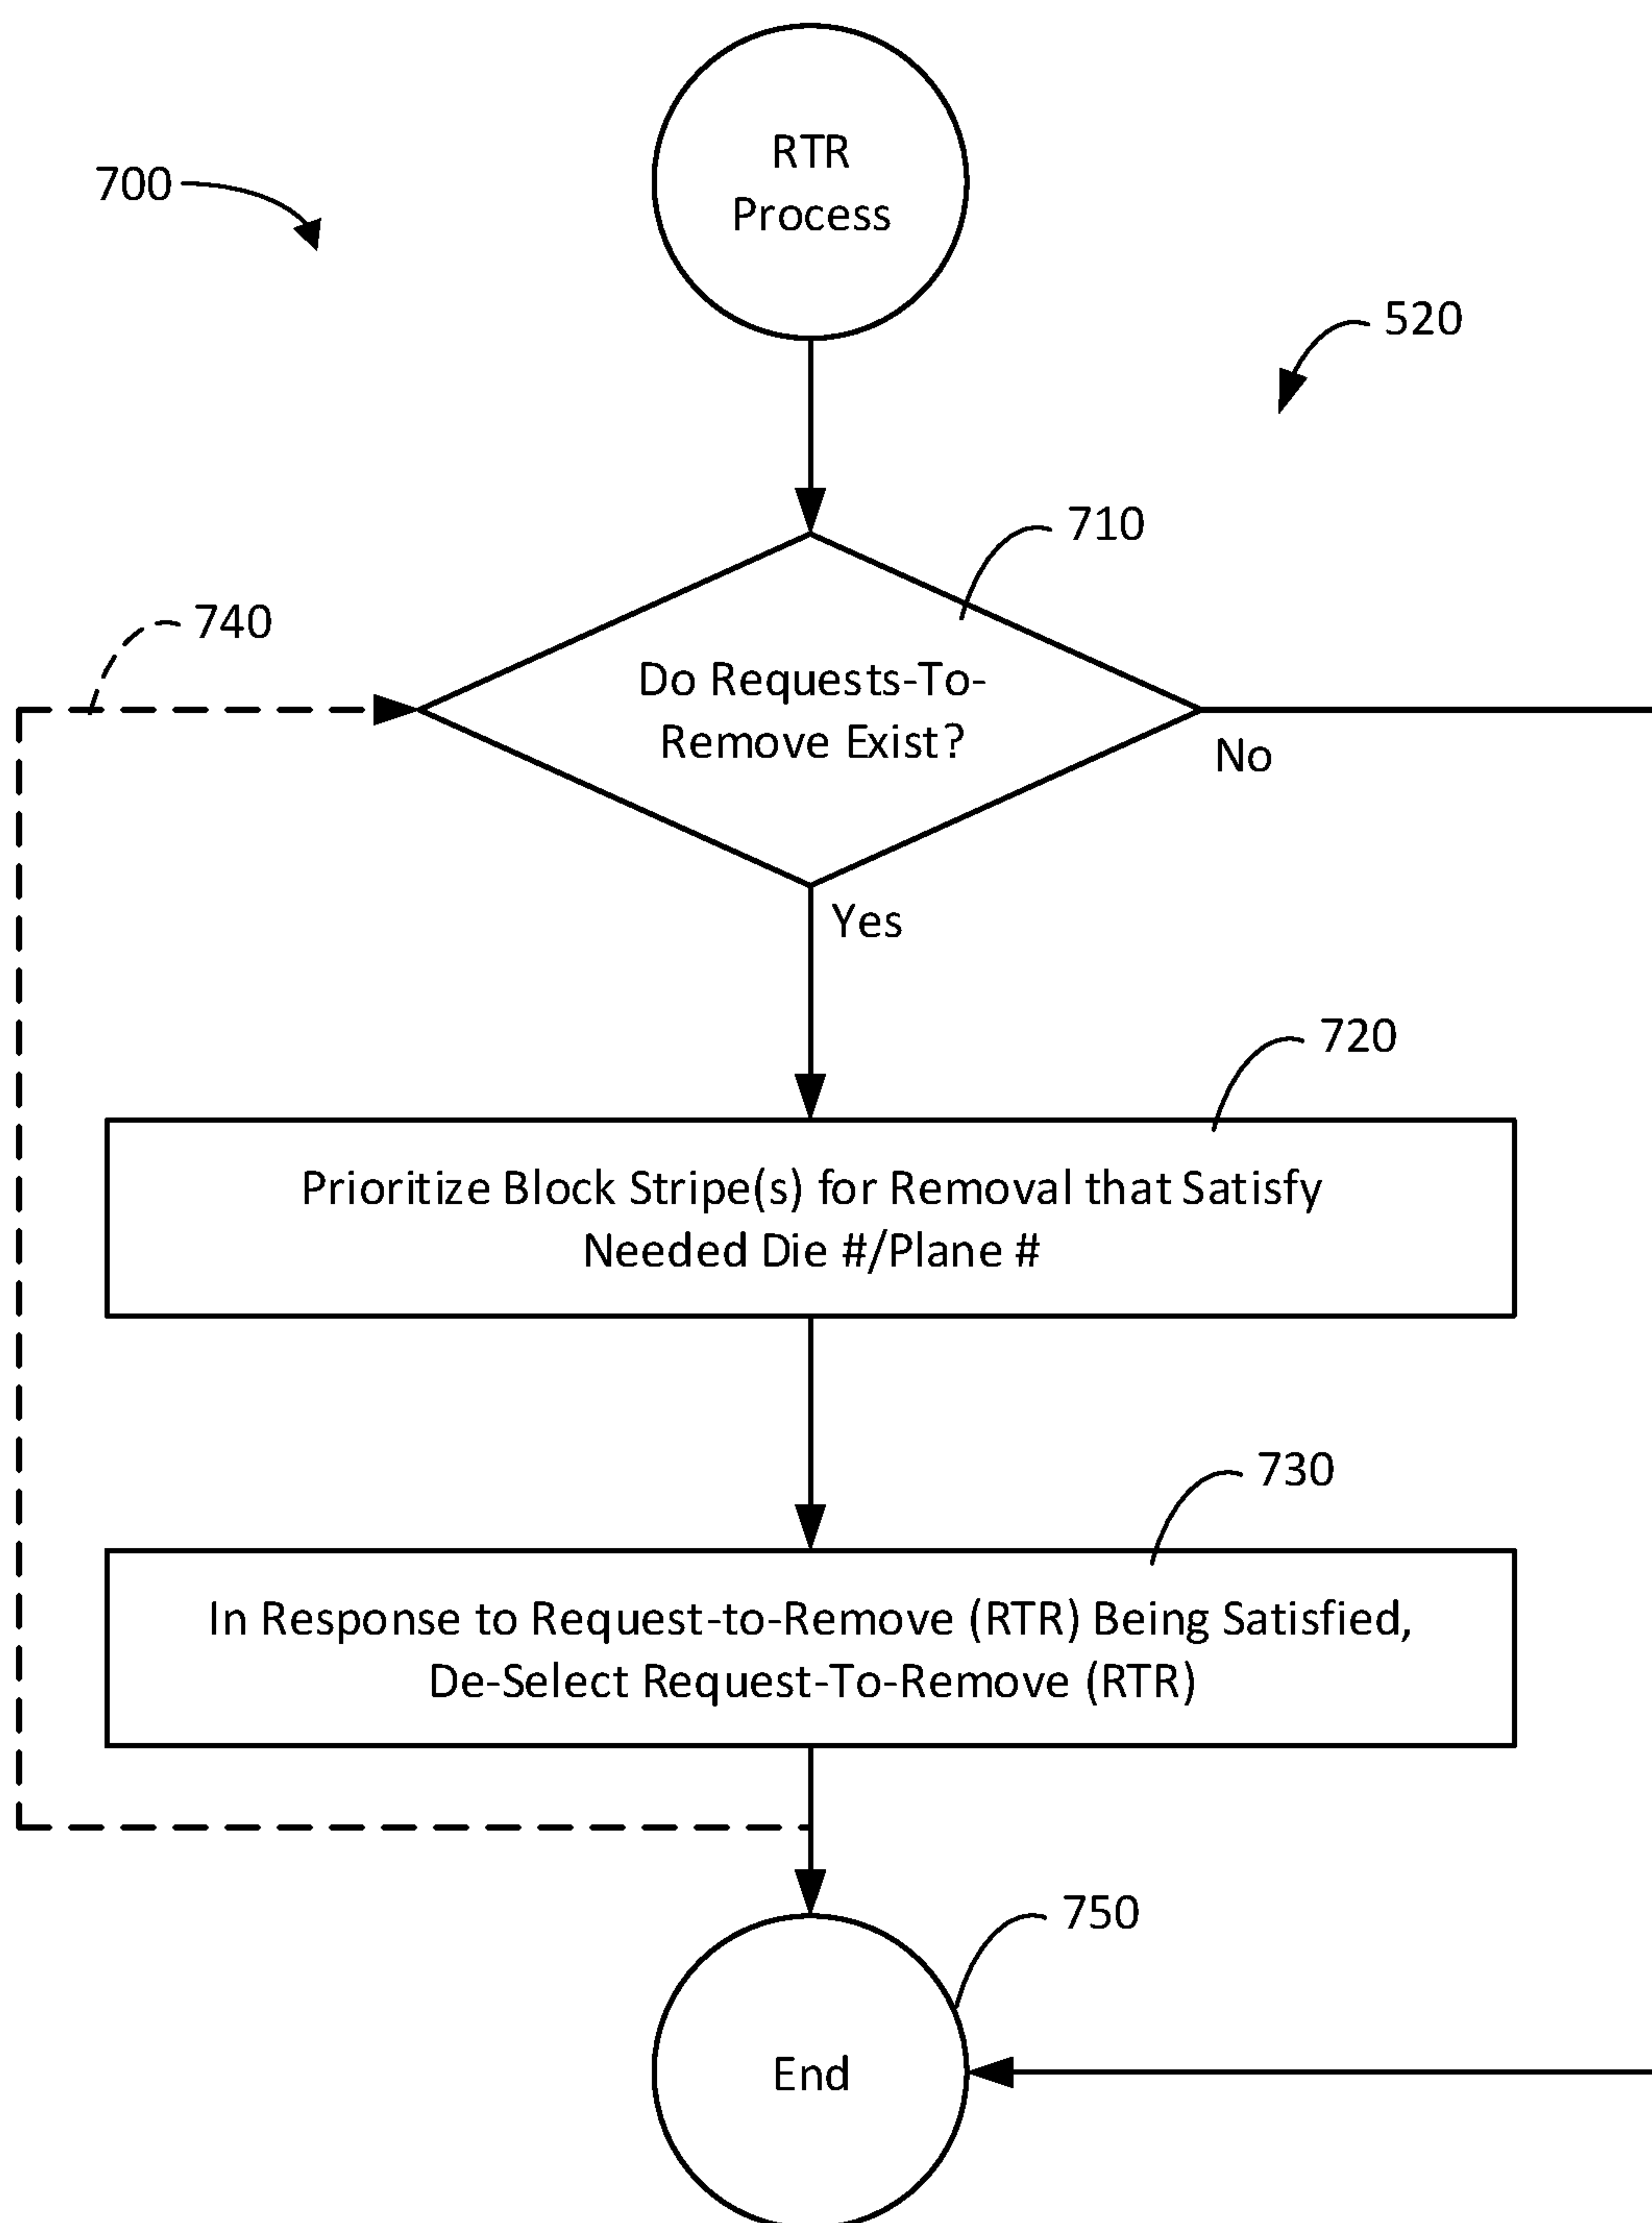 RTR
Process
700
520
710
740
Do Requests-To-
Remove Exist?
No
Yes
720
Prioritize Block Stripe(s) for Removal that Satisfy
Needed Die #/Plane #
730
In Response to Request-to-Remove (RTR) Being Satisfied,
De-Select Request-To-Remove (RTR)
750
End